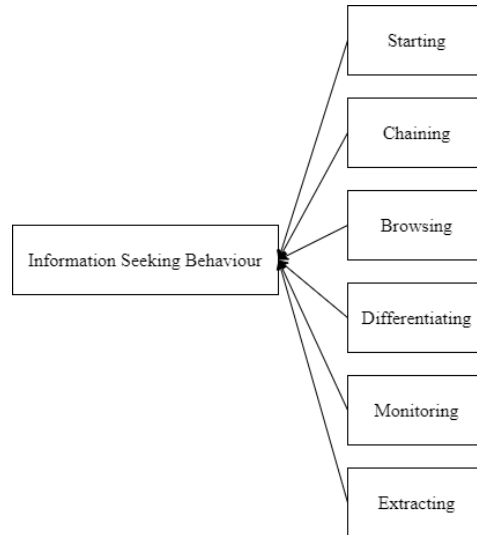 Starting
Chaining
Browsing
Information Seeking Behaviour
Differentiating
Monitoring
Extracting